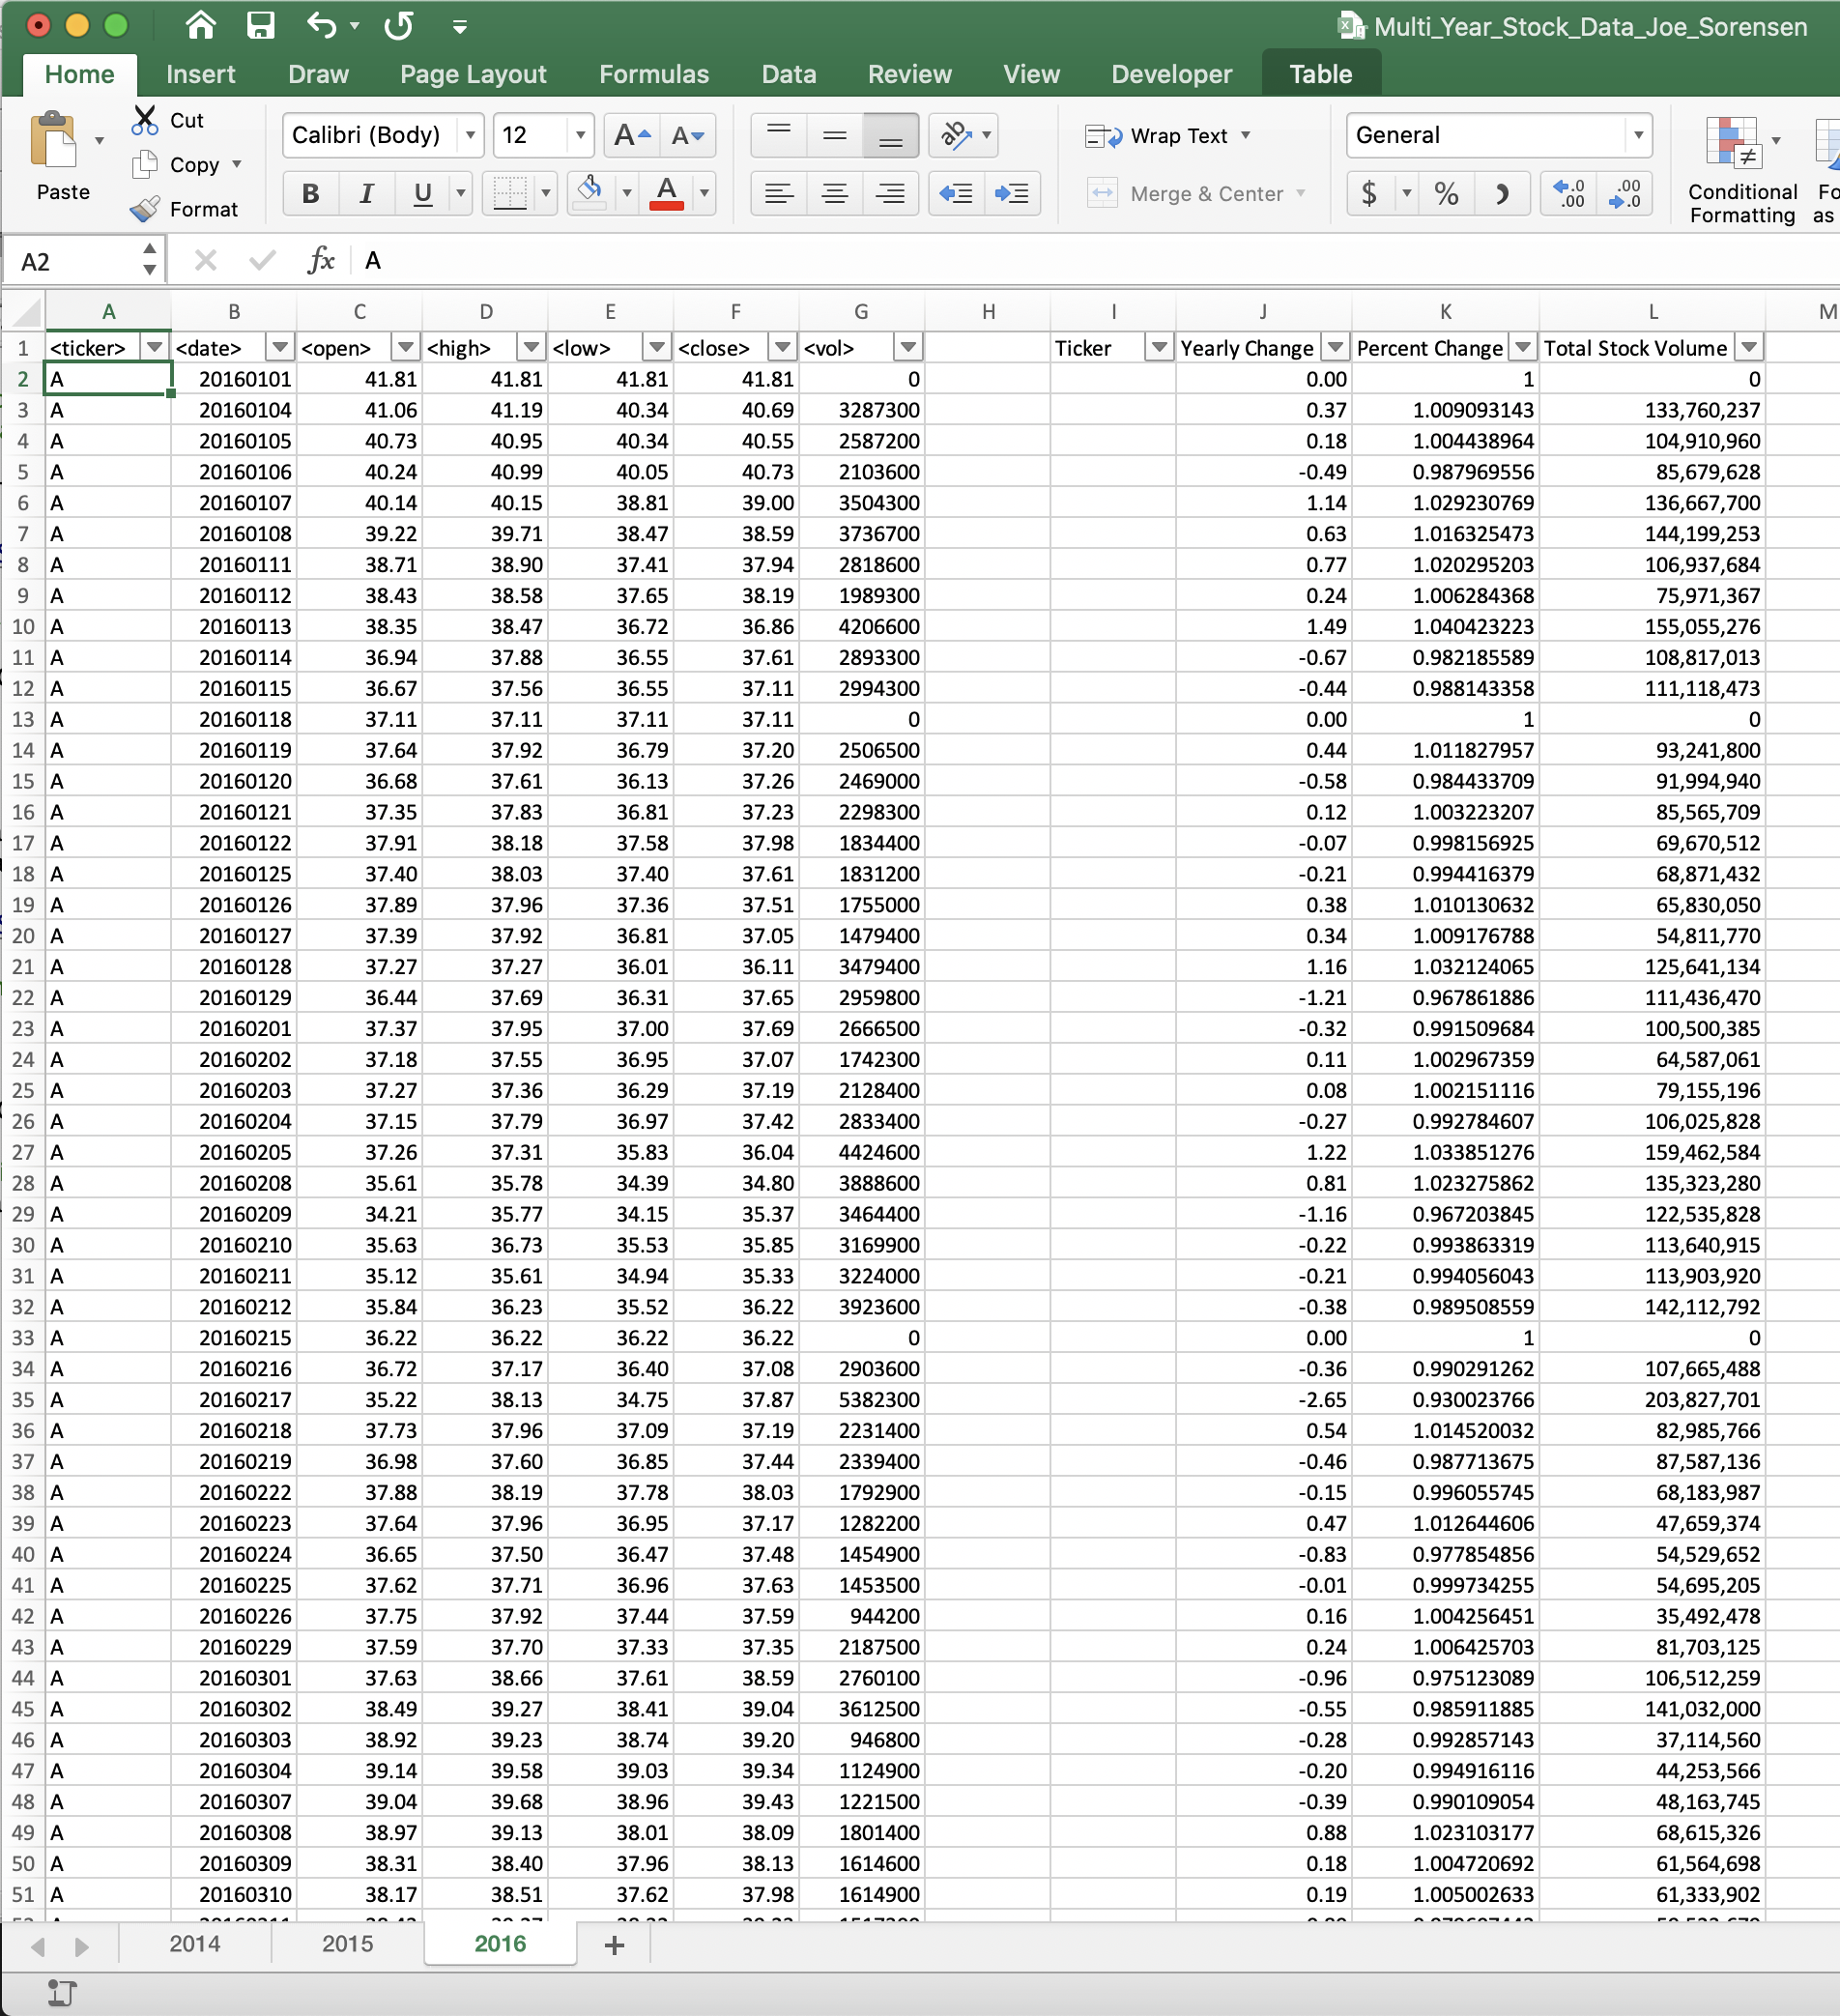 Multi_Year_Stock_Data_Joe_Sorensen
Home Insert Draw Page Layout Formulas Data Review View Developer Table
Paste Cut Copy Format Calibri (Body) 12 A A B I U A ab Wrap Text Merge & Center General $ % .0 .00 .00 .0 Conditional Formatting Fo as
A2 fx A
A B C D E F G H I J K L M
1 <ticker> <date> <open> <high> <low> <close> <vol> Ticker Yearly Change Percent Change Total Stock Volume
2 A 20160101 41.81 41.81 41.81 41.81 0 0.00 1 0
3 A 20160104 41.06 41.19 40.34 40.69 3287300 0.37 1.009093143 133,760,237
4 A 20160105 40.73 40.95 40.34 40.55 2587200 0.18 1.004438964 104,910,960
5 A 20160106 40.24 40.99 40.05 40.73 2103600 -0.49 0.987969556 85,679,628
6 A 20160107 40.14 40.15 38.81 39.00 3504300 1.14 1.029230769 136,667,700
7 A 20160108 39.22 39.71 38.47 38.59 3736700 0.63 1.016325473 144,199,253
8 A 20160111 38.71 38.90 37.41 37.94 2818600 0.77 1.020295203 106,937,684
9 A 20160112 38.43 38.58 37.65 38.19 1989300 0.24 1.006284368 75,971,367
10 A 20160113 38.35 38.47 36.72 36.86 4206600 1.49 1.040423223 155,055,276
11 A 20160114 36.94 37.88 36.55 37.61 2893300 -0.67 0.982185589 108,817,013
12 A 20160115 36.67 37.56 36.55 37.11 2994300 -0.44 0.988143358 111,118,473
13 A 20160118 37.11 37.11 37.11 37.11 0 0.00 1 0
14 A 20160119 37.64 37.92 36.79 37.20 2506500 0.44 1.011827957 93,241,800
15 A 20160120 36.68 37.61 36.13 37.26 2469000 -0.58 0.984433709 91,994,940
16 A 20160121 37.35 37.83 36.81 37.23 2298300 0.12 1.003223207 85,565,709
17 A 20160122 37.91 38.18 37.58 37.98 1834400 -0.07 0.998156925 69,670,512
18 A 20160125 37.40 38.03 37.40 37.61 1831200 -0.21 0.994416379 68,871,432
19 A 20160126 37.89 37.96 37.36 37.51 1755000 0.38 1.010130632 65,830,050
20 A 20160127 37.39 37.92 36.81 37.05 1479400 0.34 1.009176788 54,811,770
21 A 20160128 37.27 37.27 36.01 36.11 3479400 1.16 1.032124065 125,641,134
22 A 20160129 36.44 37.69 36.31 37.65 2959800 -1.21 0.967861886 111,436,470
23 A 20160201 37.37 37.95 37.00 37.69 2666500 -0.32 0.991509684 100,500,385
24 A 20160202 37.18 37.55 36.95 37.07 1742300 0.11 1.002967359 64,587,061
25 A 20160203 37.27 37.36 36.29 37.19 2128400 0.08 1.002151116 79,155,196
26 A 20160204 37.15 37.79 36.97 37.42 2833400 -0.27 0.992784607 106,025,828
27 A 20160205 37.26 37.31 35.83 36.04 4424600 1.22 1.033851276 159,462,584
28 A 20160208 35.61 35.78 34.39 34.80 3888600 0.81 1.023275862 135,323,280
29 A 20160209 34.21 35.77 34.15 35.37 3464400 -1.16 0.967203845 122,535,828
30 A 20160210 35.63 36.73 35.53 35.85 3169900 -0.22 0.993863319 113,640,915
31 A 20160211 35.12 35.61 34.94 35.33 3224000 -0.21 0.994056043 113,903,920
32 A 20160212 35.84 36.23 35.52 36.22 3923600 -0.38 0.989508559 142,112,792
33 A 20160215 36.22 36.22 36.22 36.22 0 0.00 1 0
34 A 20160216 36.72 37.17 36.40 37.08 2903600 -0.36 0.990291262 107,665,488
35 A 20160217 35.22 38.13 34.75 37.87 5382300 -2.65 0.930023766 203,827,701
36 A 20160218 37.73 37.96 37.09 37.19 2231400 0.54 1.014520032 82,985,766
37 A 20160219 36.98 37.60 36.85 37.44 2339400 -0.46 0.987713675 87,587,136
38 A 20160222 37.88 38.19 37.78 38.03 1792900 -0.15 0.996055745 68,183,987
39 A 20160223 37.64 37.96 36.95 37.17 1282200 0.47 1.012644606 47,659,374
40 A 20160224 36.65 37.50 36.47 37.48 1454900 -0.83 0.977854856 54,529,652
41 A 20160225 37.62 37.71 36.96 37.63 1453500 -0.01 0.999734255 54,695,205
42 A 20160226 37.75 37.92 37.44 37.59 944200 0.16 1.004256451 35,492,478
43 A 20160229 37.59 37.70 37.33 37.35 2187500 0.24 1.006425703 81,703,125
44 A 20160301 37.63 38.66 37.61 38.59 2760100 -0.96 0.975123089 106,512,259
45 A 20160302 38.49 39.27 38.41 39.04 3612500 -0.55 0.985911885 141,032,000
46 A 20160303 38.92 39.23 38.74 39.20 946800 -0.28 0.992857143 37,114,560
47 A 20160304 39.14 39.58 39.03 39.34 1124900 -0.20 0.994916116 44,253,566
48 A 20160307 39.04 39.68 38.96 39.43 1221500 -0.39 0.990109054 48,163,745
49 A 20160308 38.97 39.13 38.01 38.09 1801400 0.88 1.023103177 68,615,326
50 A 20160309 38.31 38.40 37.96 38.13 1614600 0.18 1.004720692 61,564,698
51 A 20160310 38.17 38.51 37.62 37.98 1614900 0.19 1.005002633 61,333,902
2014 2015 2016 +